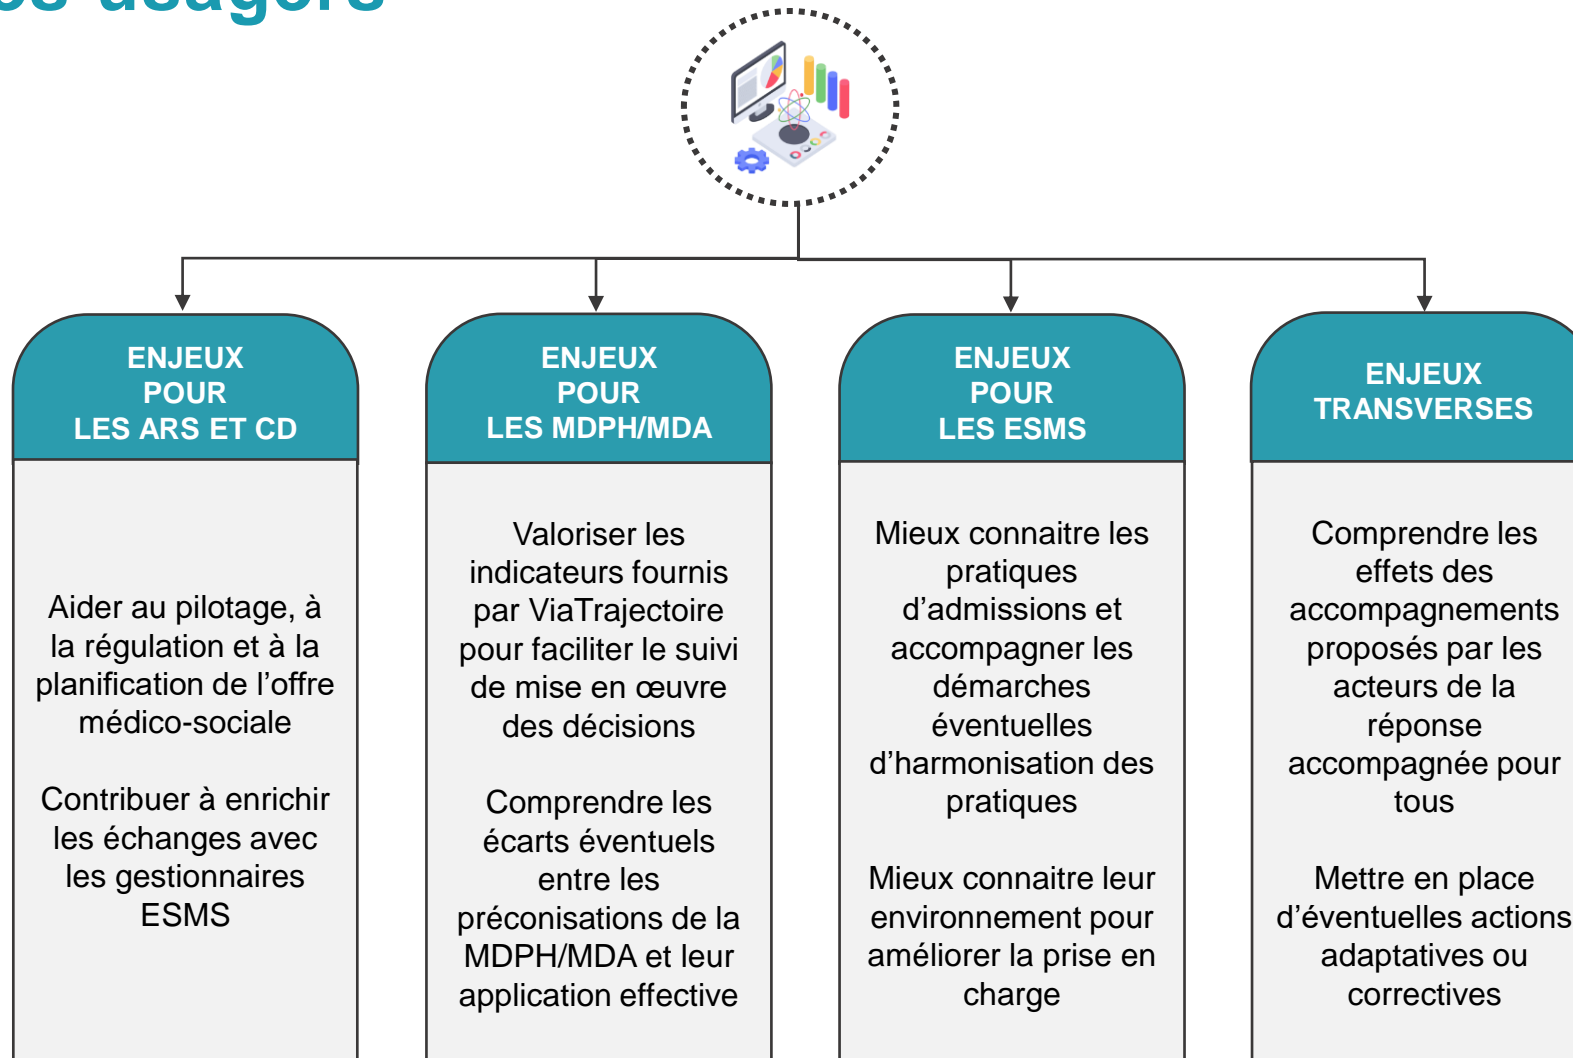 usagers
ENJEUX
POUR
LES ARS ET CD
Aider au pilotage, à
la régulation et à la
planification de l’offre
médico-sociale
Contribuer à enrichir
les échanges avec
les gestionnaires
ESMS
ENJEUX
POUR
LES MDPH/MDA
Valoriser les
indicateurs fournis
par ViaTrajectoire
pour faciliter le suivi
de mise en œuvre
des décisions
Comprendre les
écarts éventuels
entre les
préconisations de la
MDPH/MDA et leur
application effective
ENJEUX
POUR
LES ESMS
Mieux connaitre les
pratiques
d’admissions et
accompagner les
démarches
éventuelles
d’harmonisation des
pratiques
Mieux connaitre leur
environnement pour
améliorer la prise en
charge
ENJEUX
TRANSVERSES
Comprendre les
effets des
accompagnements
proposés par les
acteurs de la
réponse
accompagnée pour
tous
Mettre en place
d’éventuelles actions
adaptatives ou
correctives